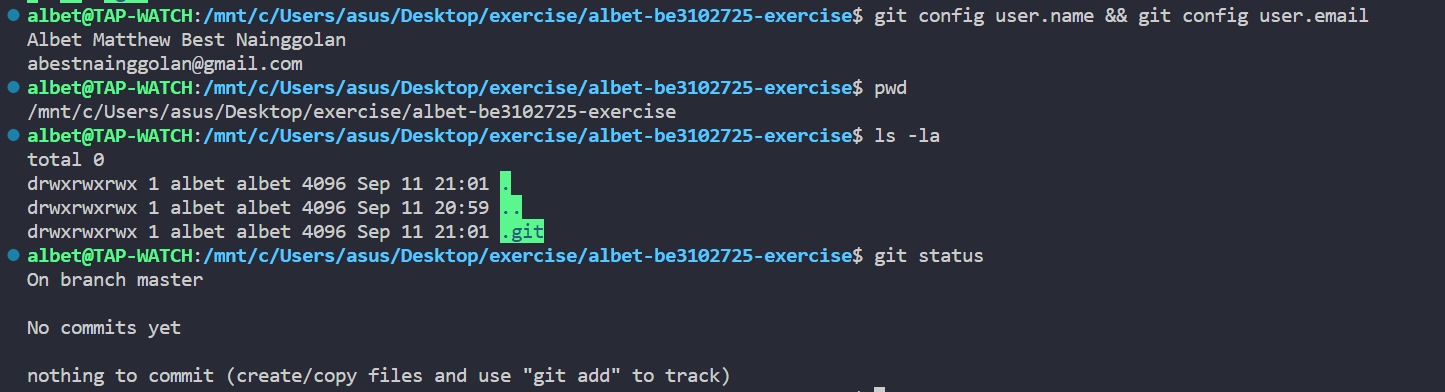 albet@TAP-WATCH:/mnt/c/Users/asus/Desktop/exercise/albet-be3102725-exercise$ git config user.name && git config user.email
Albet Matthew Best Nainggolan
abestnainggolan@gmail.com
albet@TAP-WATCH:/mnt/c/Users/asus/Desktop/exercise/albet-be3102725-exercise$ pwd
/mnt/c/Users/asus/Desktop/exercise/albet-be3102725-exercise
albet@TAP-WATCH:/mnt/c/Users/asus/Desktop/exercise/albet-be3102725-exercise$ ls -la
total 0
drwxrwxrwx 1 albet albet 4096 Sep 11 21:01 .
drwxrwxrwx 1 albet albet 4096 Sep 11 20:59 ..
drwxrwxrwx 1 albet albet 4096 Sep 11 21:01 .git
albet@TAP-WATCH:/mnt/c/Users/asus/Desktop/exercise/albet-be3102725-exercise$ git status
On branch master
No commits yet
nothing to commit (create/copy files and use "git add" to track)